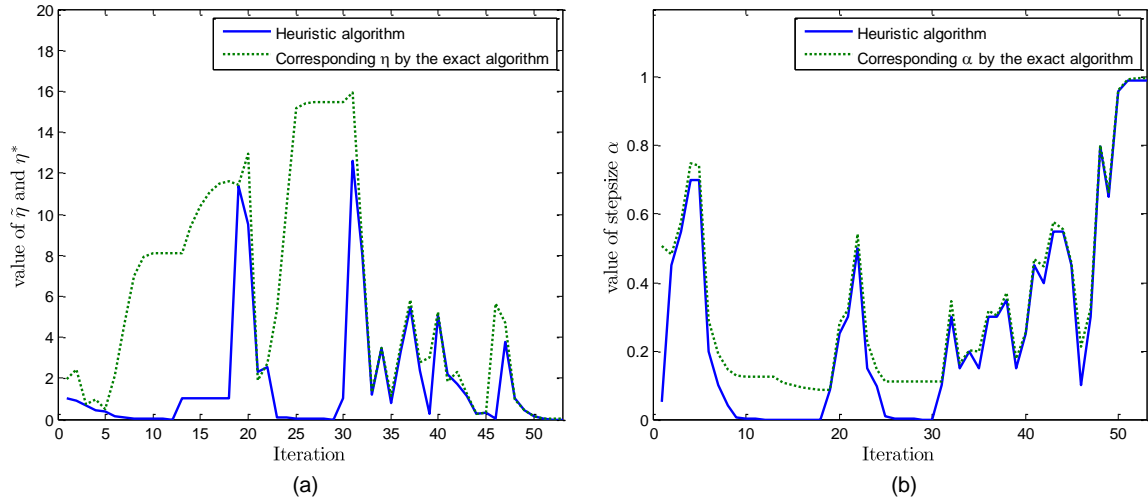 20
18
16
14
12
10
8
6
4
2
0
0 5 10 15 20 25 30 35 40 45 50
value of η̃ and η*
Iteration
Heuristic algorithm
Corresponding η by the exact algorithm
(a)
1
0.8
0.6
0.4
0.2
0
0 10 20 30 40 50
value of stepsize α
Iteration
Heuristic algorithm
Corresponding α by the exact algorithm
(b)